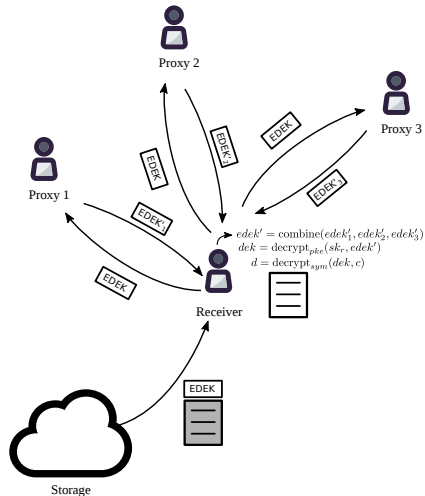 Proxy 2
EDEK
EDEK'₂
EDEK
Proxy 3
EDEK'₃
Proxy 1
EDEK'₁
EDEK
edek′ = combine(edek′₁, edek′₂, edek′₃)
dek = decryptₚₖₑ(skᵣ, edek′)
d = decrypt_sym(dek, c)
Receiver
EDEK
Storage